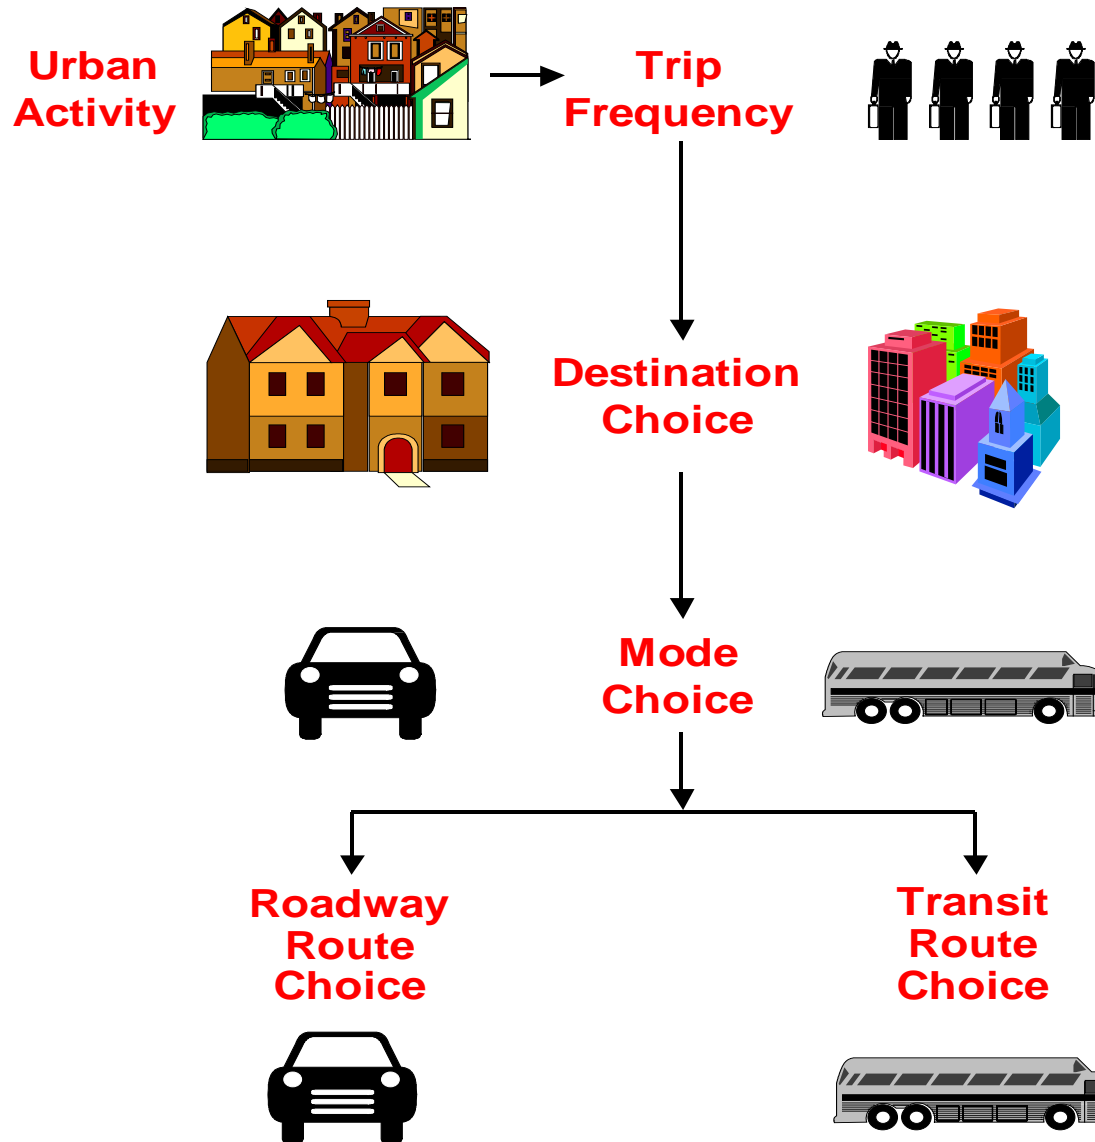 Urban
Activity
Trip
Frequency
Destination
Choice
Mode
Choice
Roadway
Route
Choice
Transit
Route
Choice